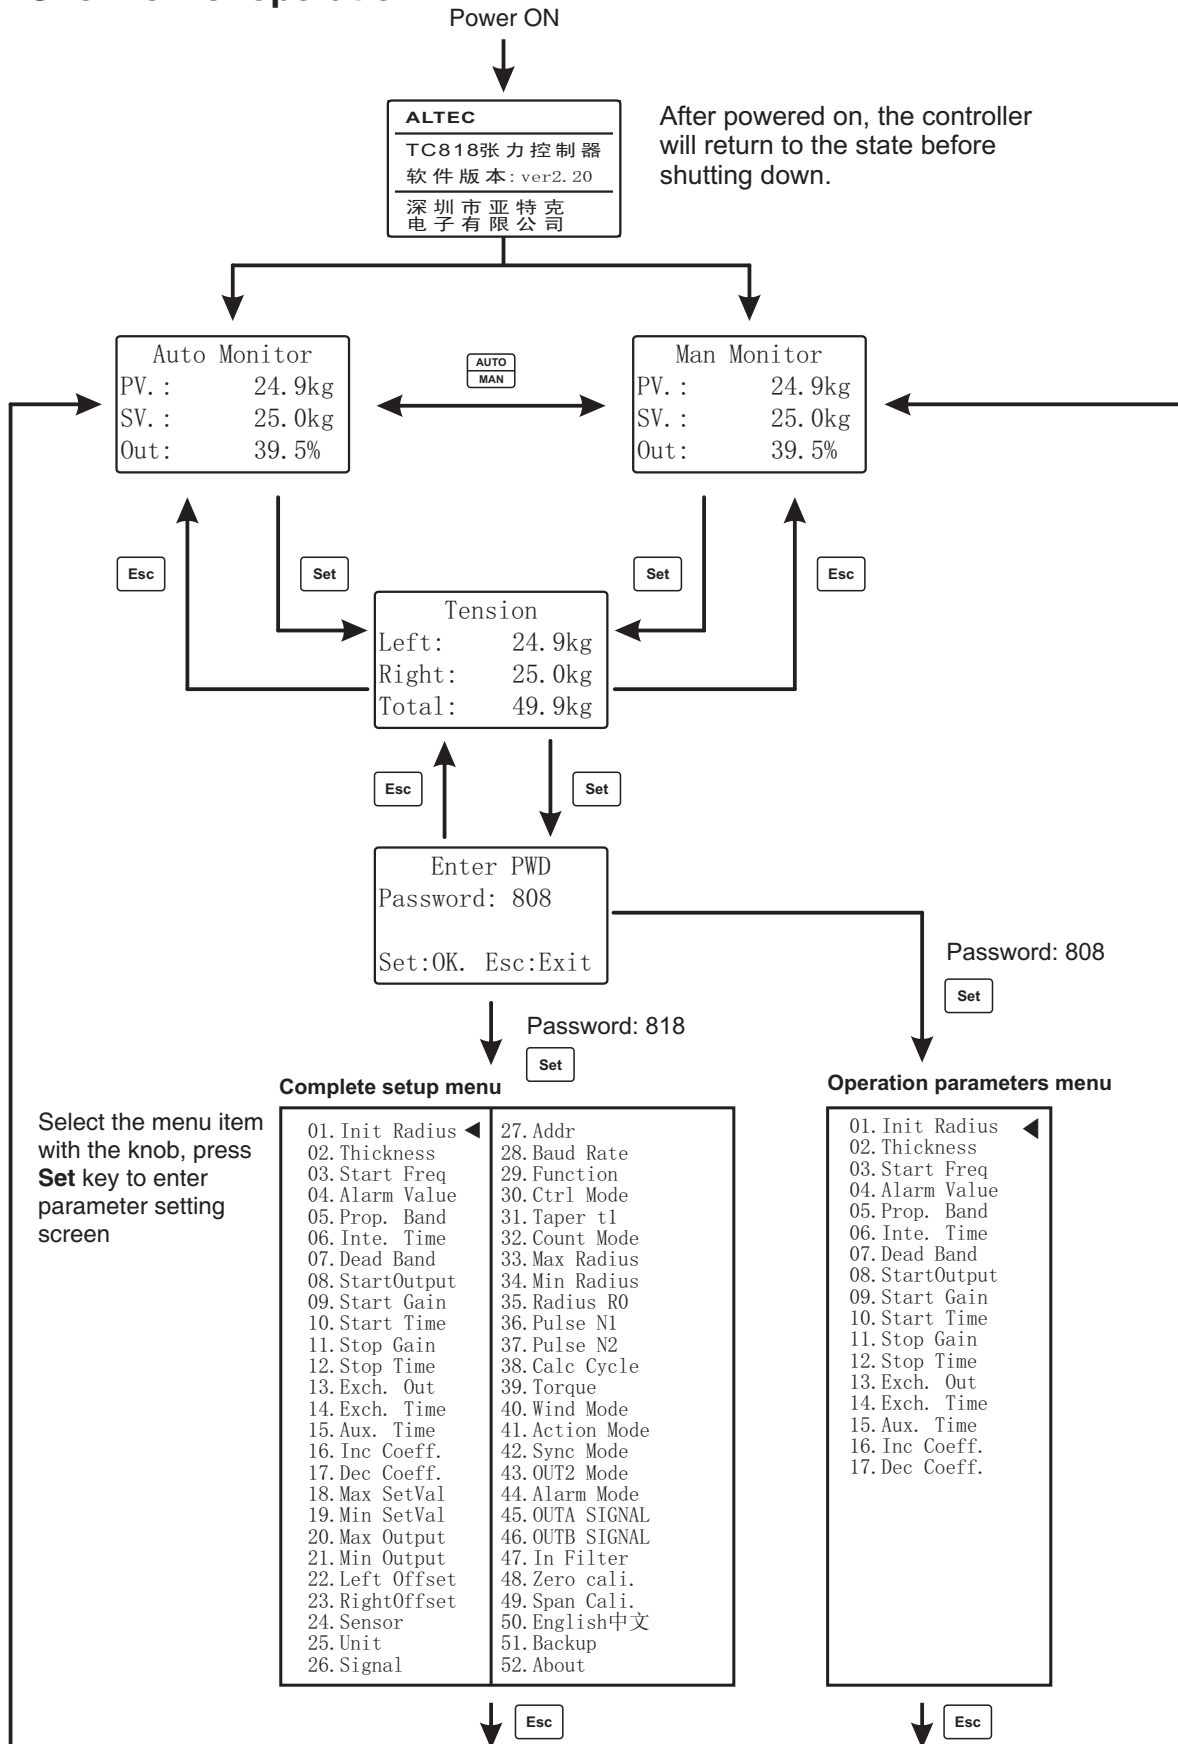 Power ON
ALTEC
TC818张力控制器
软件版本: ver2.20
深圳市亚特克
电子有限公司
After powered on, the controller
will return to the state before
shutting down.
Auto Monitor
PV.: 24.9kg
SV.: 25.0kg
Out: 39.5%
AUTO
MAN
Man Monitor
PV.: 24.9kg
SV.: 25.0kg
Out: 39.5%
Esc
Set
Set
Esc
Tension
Left: 24.9kg
Right: 25.0kg
Total: 49.9kg
Esc
Set
Enter PWD
Password: 808
Set:OK. Esc:Exit
Password: 808
Set
Password: 818
Set
Complete setup menu
Select the menu item
with the knob, press
Set key to enter
parameter setting
screen
01. Init Radius ◀
02. Thickness
03. Start Freq
04. Alarm Value
05. Prop. Band
06. Inte. Time
07. Dead Band
08. StartOutput
09. Start Gain
10. Start Time
11. Stop Gain
12. Stop Time
13. Exch. Out
14. Exch. Time
15. Aux. Time
16. Inc Coeff.
17. Dec Coeff.
18. Max SetVal
19. Min SetVal
20. Max Output
21. Min Output
22. Left Offset
23. RightOffset
24. Sensor
25. Unit
26. Signal
27. Addr
28. Baud Rate
29. Function
30. Ctrl Mode
31. Taper t1
32. Count Mode
33. Max Radius
34. Min Radius
35. Radius R0
36. Pulse N1
37. Pulse N2
38. Calc Cycle
39. Torque
40. Wind Mode
41. Action Mode
42. Sync Mode
43. OUT2 Mode
44. Alarm Mode
45. OUTA SIGNAL
46. OUTB SIGNAL
47. In Filter
48. Zero cali.
49. Span Cali.
50. English中文
51. Backup
52. About
Esc
Operation parameters menu
01. Init Radius ◀
02. Thickness
03. Start Freq
04. Alarm Value
05. Prop. Band
06. Inte. Time
07. Dead Band
08. StartOutput
09. Start Gain
10. Start Time
11. Stop Gain
12. Stop Time
13. Exch. Out
14. Exch. Time
15. Aux. Time
16. Inc Coeff.
17. Dec Coeff.
Esc